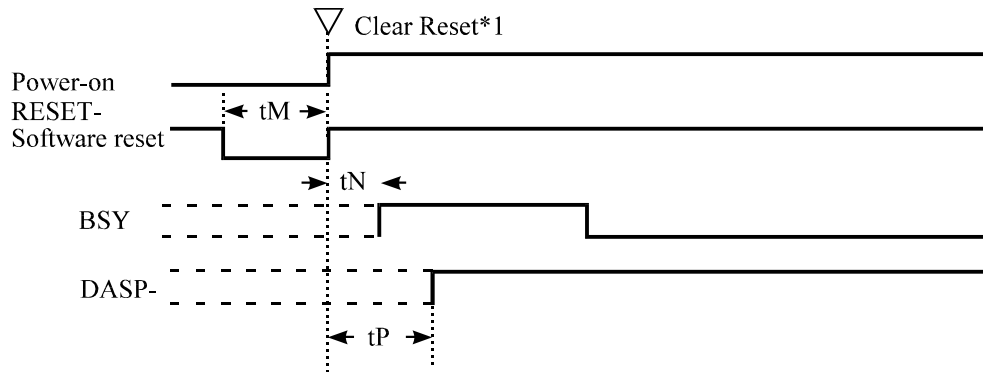 Clear Reset*1
Power-on
RESET-
Software reset
tM
tN
BSY
DASP-
tP